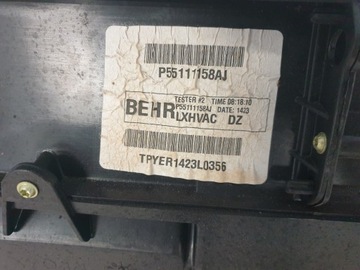 P55111158AJ
TESTER #2 TIME 08:18:10
BEHR P55111158AJ DATE: 1423
LXHVAC DZ
TPYER1423L0356